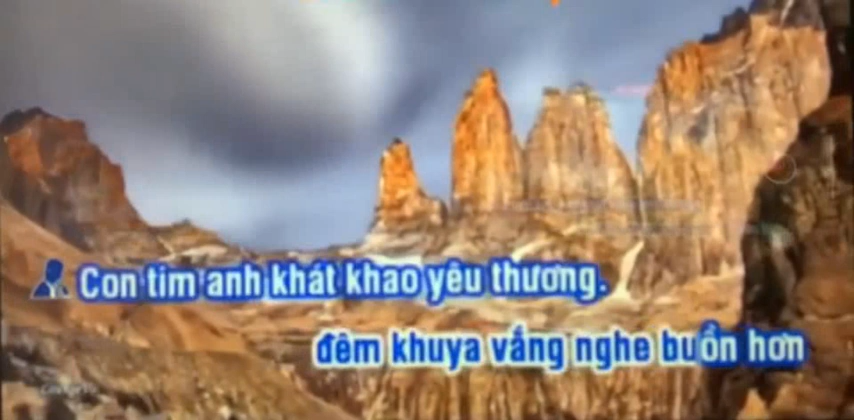 Con tim anh khát khao yêu thương.
đêm khuya vắng nghe buồn hơn